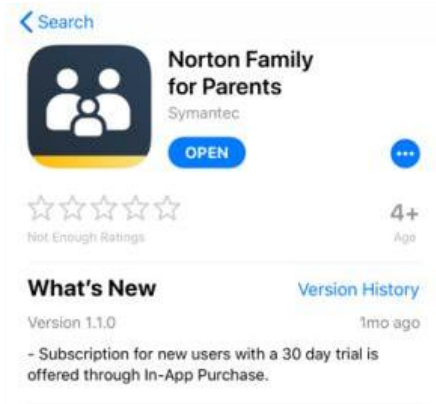 Search
Norton Family
for Parents
Symantec
OPEN
4+
Not Enough Ratings
Age
What's New
Version History
Version 1.1.0
1mo ago
- Subscription for new users with a 30 day trial is
offered through In-App Purchase.